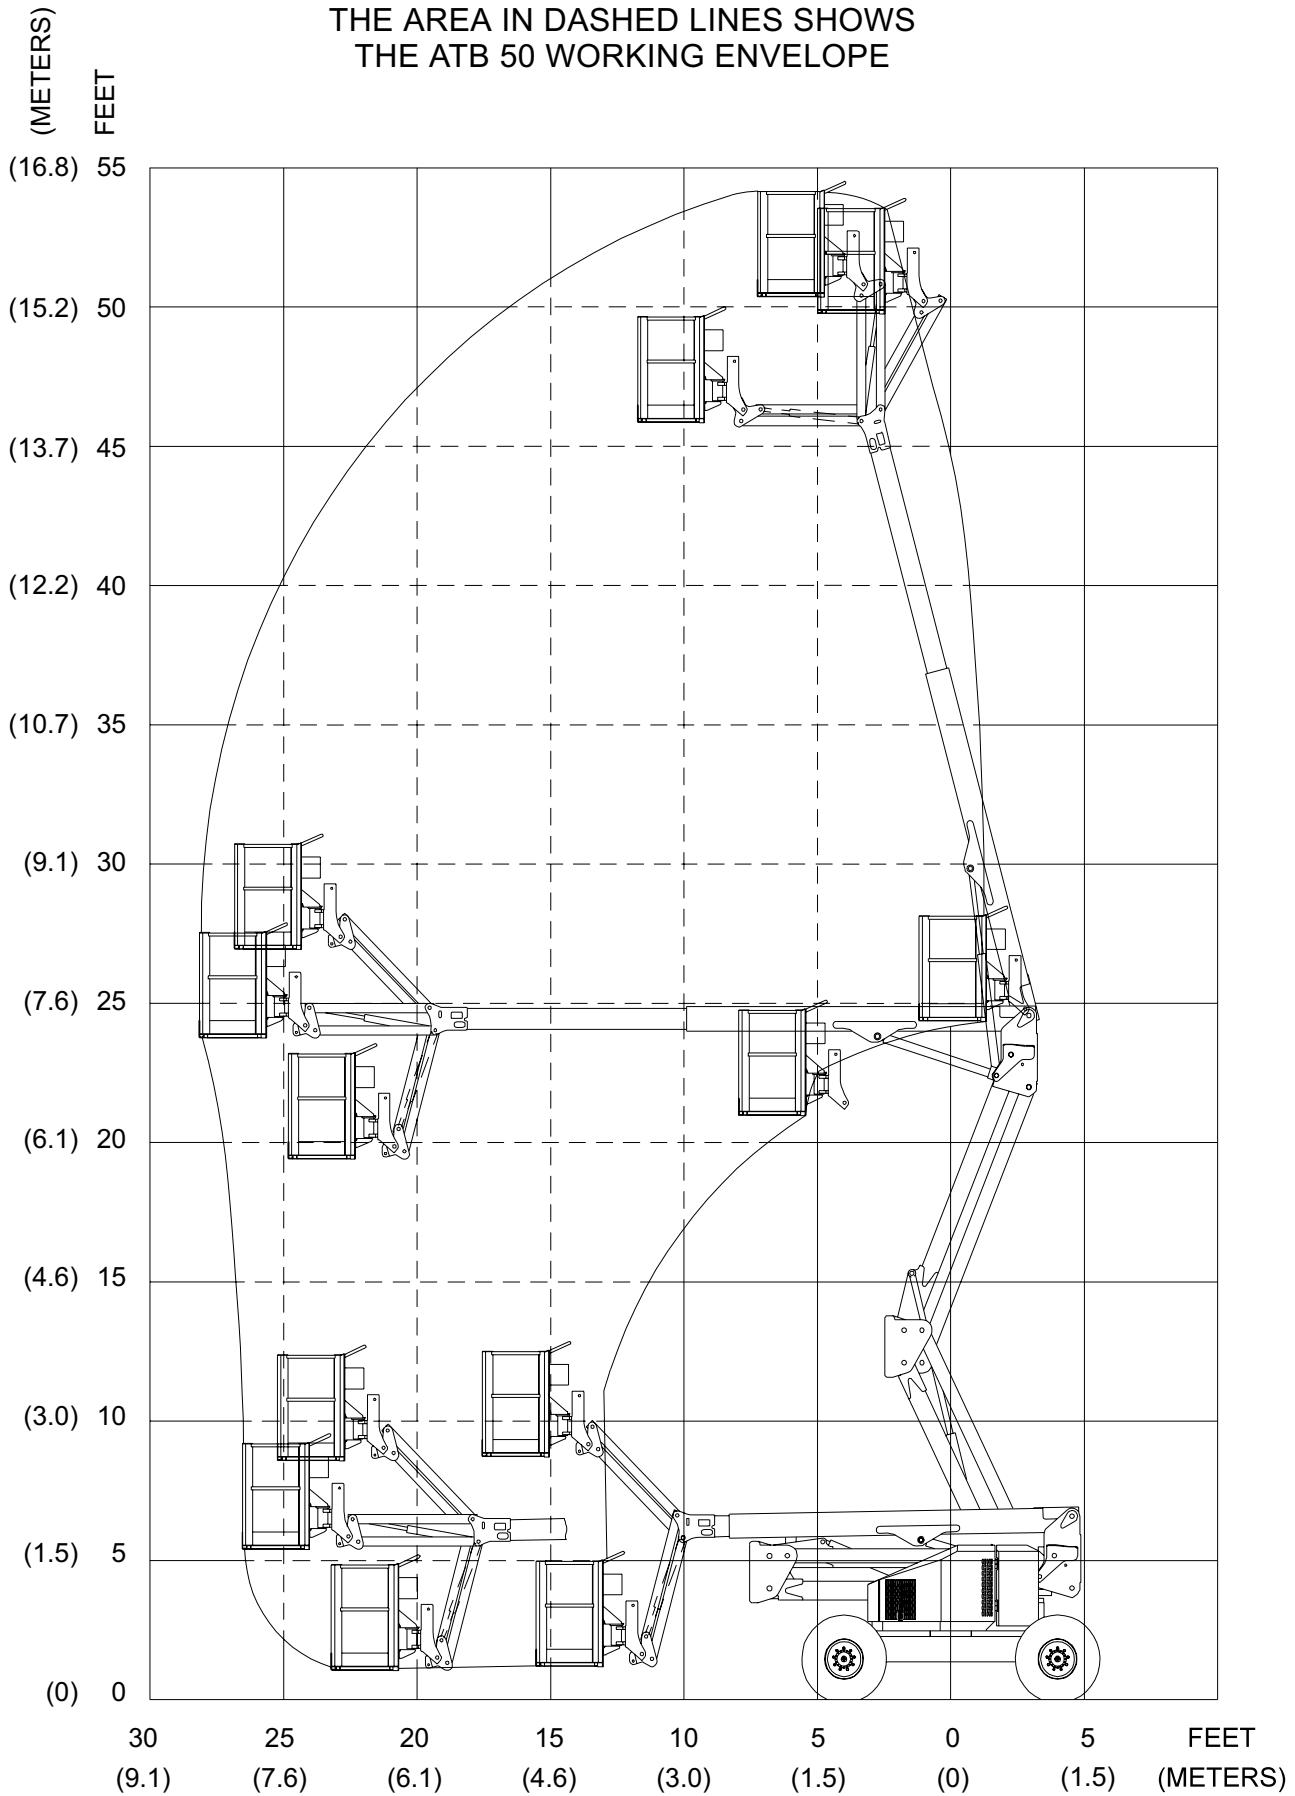 THE AREA IN DASHED LINES SHOWS
THE ATB 50 WORKING ENVELOPE
(METERS)
FEET
(16.8) 55
(15.2) 50
(13.7) 45
(12.2) 40
(10.7) 35
(9.1) 30
(7.6) 25
(6.1) 20
(4.6) 15
(3.0) 10
(1.5) 5
(0) 0
30 25 20 15 10 5 0 5 FEET
(9.1) (7.6) (6.1) (4.6) (3.0) (1.5) (0) (1.5) (METERS)